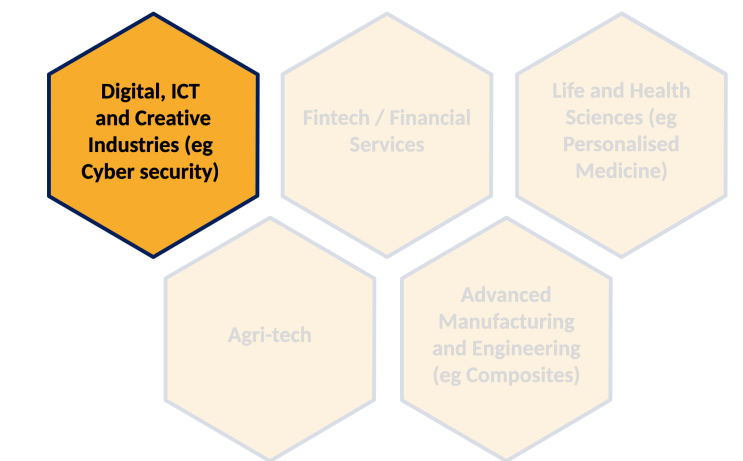 Digital, ICT
and Creative
Industries (eg
Cyber security)
Fintech / Financial
Services
Life and Health
Sciences (eg
Personalised
Medicine)
Agri-tech
Advanced
Manufacturing
and Engineering
(eg Composites)